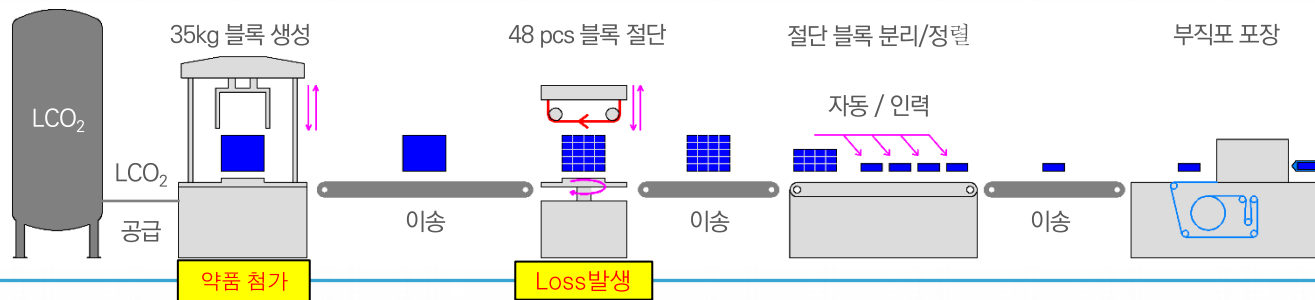 35kg 블록 생성
48 pcs 블록 절단
절단 블록 분리/정렬
부직포 포장
자동 / 인력
LCO₂
LCO₂
공급
이송
이송
이송
약품 첨가
Loss발생